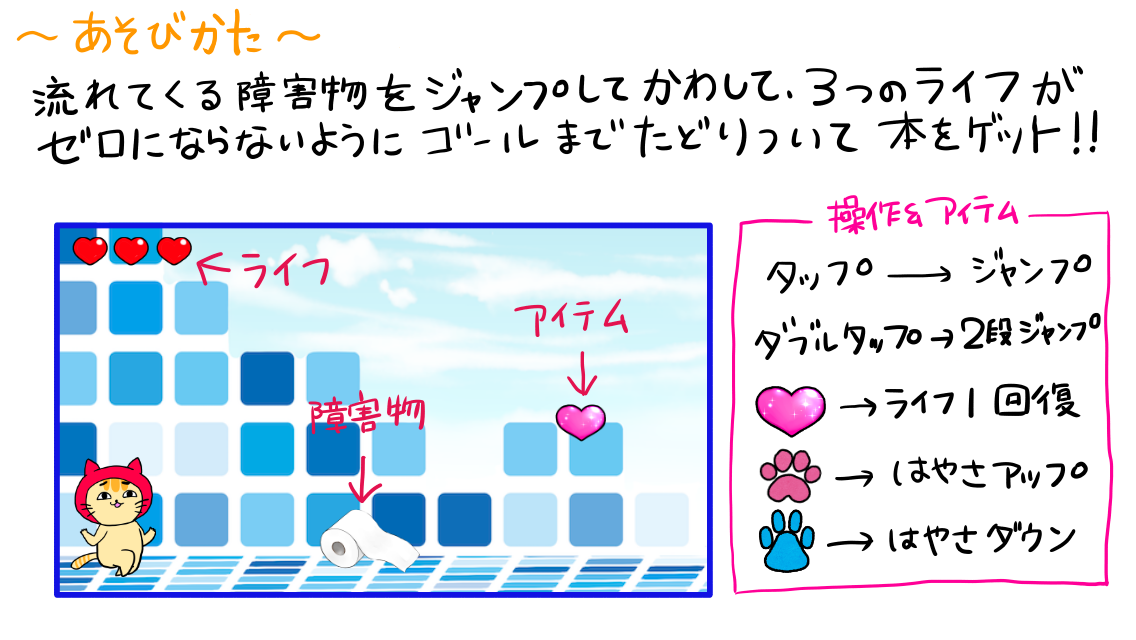 ～ あそびかた ～
流れてくる障害物をジャンプしてかわして、3つのライフが
ゼロにならないように ゴールまでたどりついて 本をゲット!!
←ライフ
アイテム
障害物
操作&アイテム
タップ → ジャンプ
ダブルタップ→2段ジャンプ
→ライフ1回復
→はやさアップ
→はやさダウン